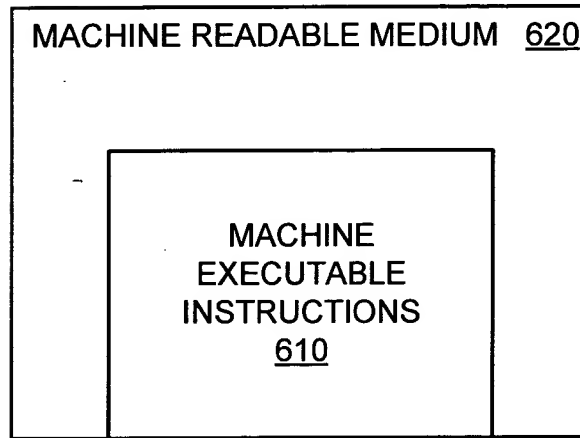 MACHINE READABLE MEDIUM 620
MACHINE
EXECUTABLE
INSTRUCTIONS
610